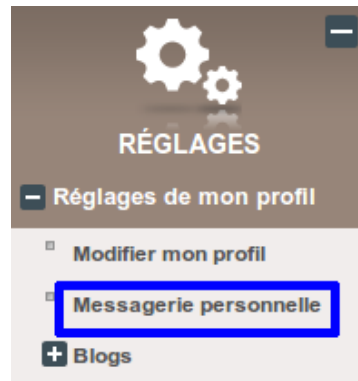 RÉGLAGES
Réglages de mon profil
Modifier mon profil
Messagerie personnelle
Blogs